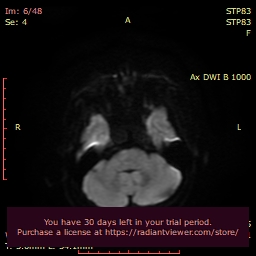 Im: 6/48
Se: 4
A
STP83
STP83
F
Ax DWI B 1000
R
L
You have 30 days left in your trial period.
Purchase a license at https://radiantviewer.com/store/